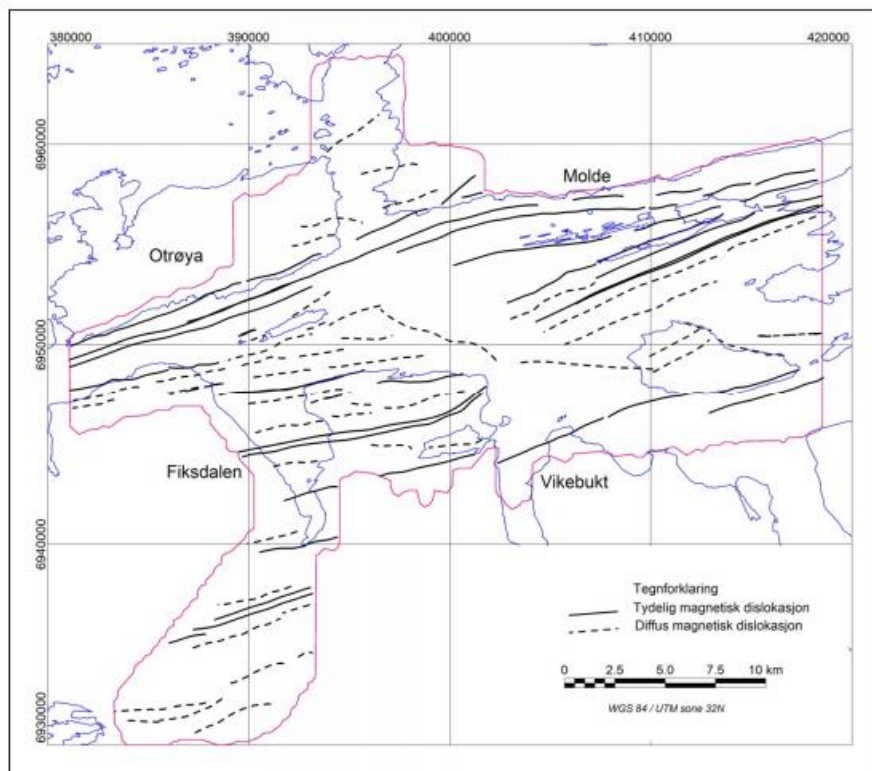 380000 390000 400000 410000 420000
6960000
Molde
Otrøya
6950000
Fiksdalen
Vikebukt
6940000
Tegnforklaring
Tydelig magnetisk dislokasjon
Diffus magnetisk dislokasjon
0 2.5 5.0 7.5 10 km
WGS 84 / UTM sone 32N
6930000